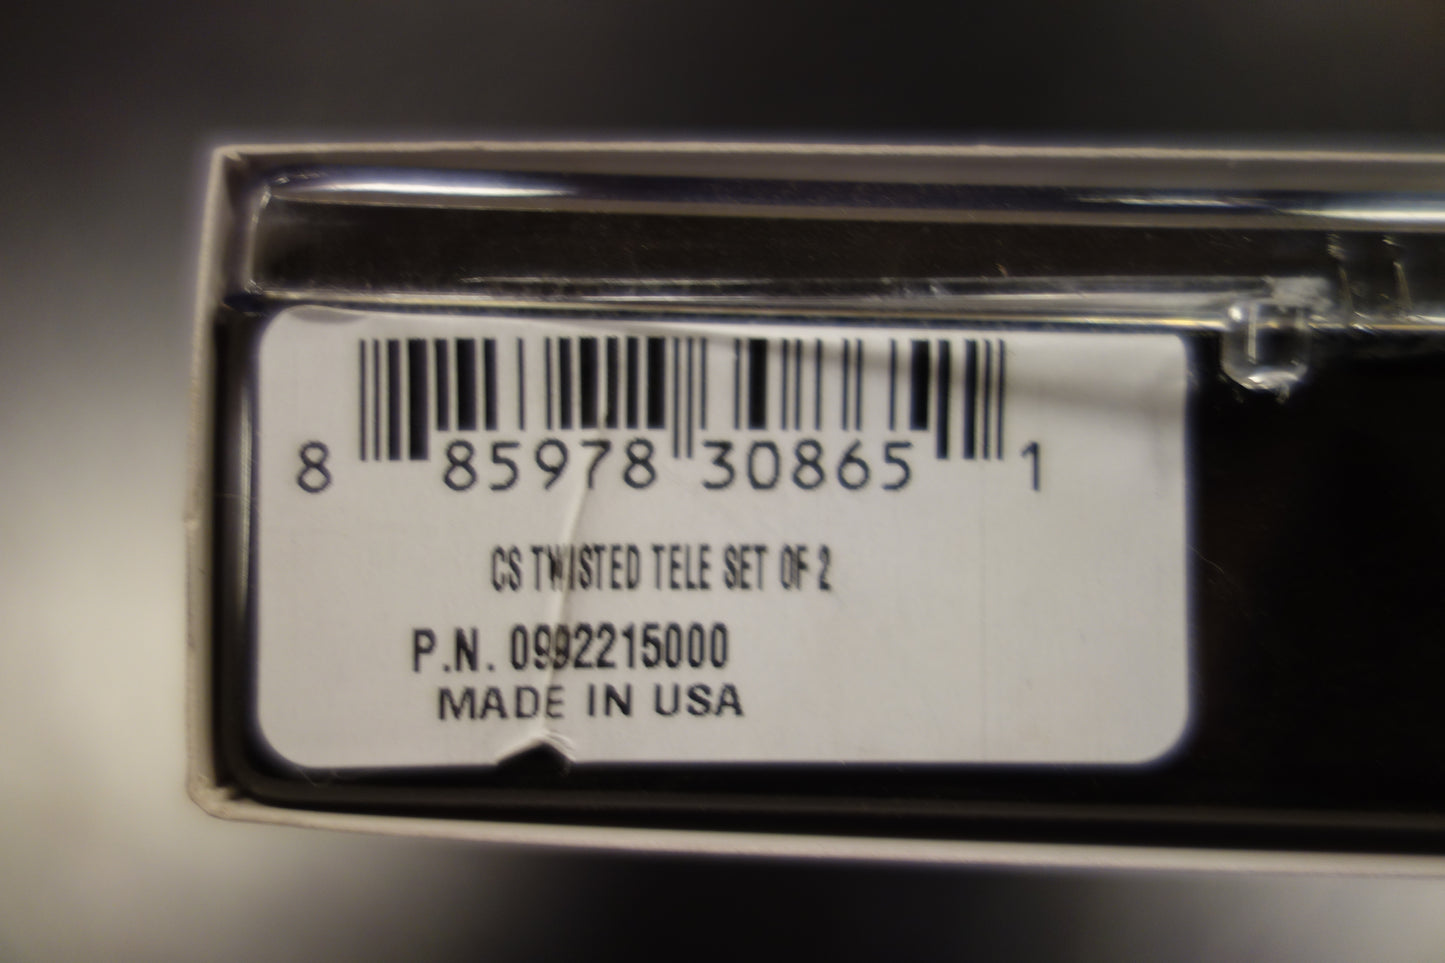 8 85978 30865 1
CS TWISTED TELE SET OF 2
P.N. 0992215000
MADE IN USA